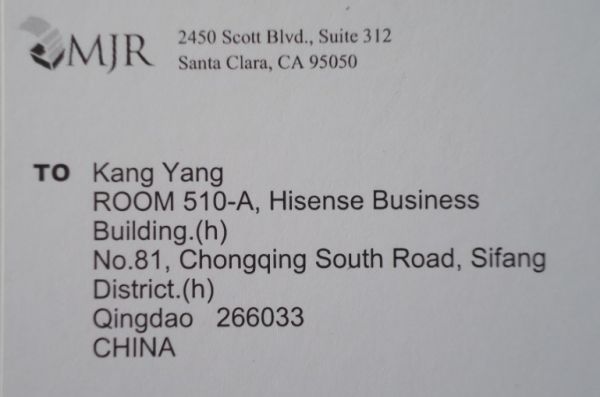 MJR
2450 Scott Blvd., Suite 312
Santa Clara, CA 95050
TO Kang Yang
ROOM 510-A, Hisense Business
Building.(h)
No.81, Chongqing South Road, Sifang
District.(h)
Qingdao 266033
CHINA